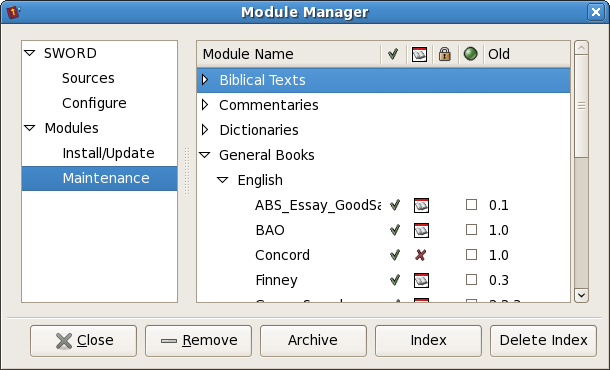 Module Manager
SWORD
Sources
Configure
Modules
Install/Update
Maintenance
Module Name Old
Biblical Texts
Commentaries
Dictionaries
General Books
English
ABS_Essay_GoodSa 0.1
BAO 1.0
Concord 1.0
Finney 0.3
Close Remove Archive Index Delete Index